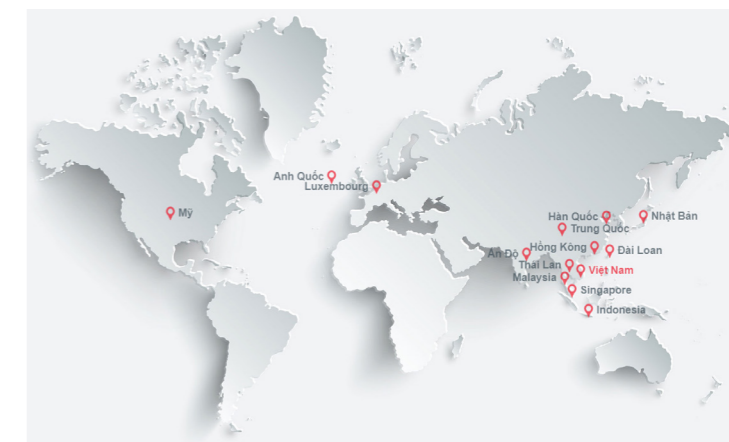 Anh Quốc
Luxembourg
Mỹ
Hàn Quốc
Nhật Bản
Trung Quốc
Hồng Kông
Đài Loan
Ấn Độ
Thái Lan
Việt Nam
Malaysia
Singapore
Indonesia